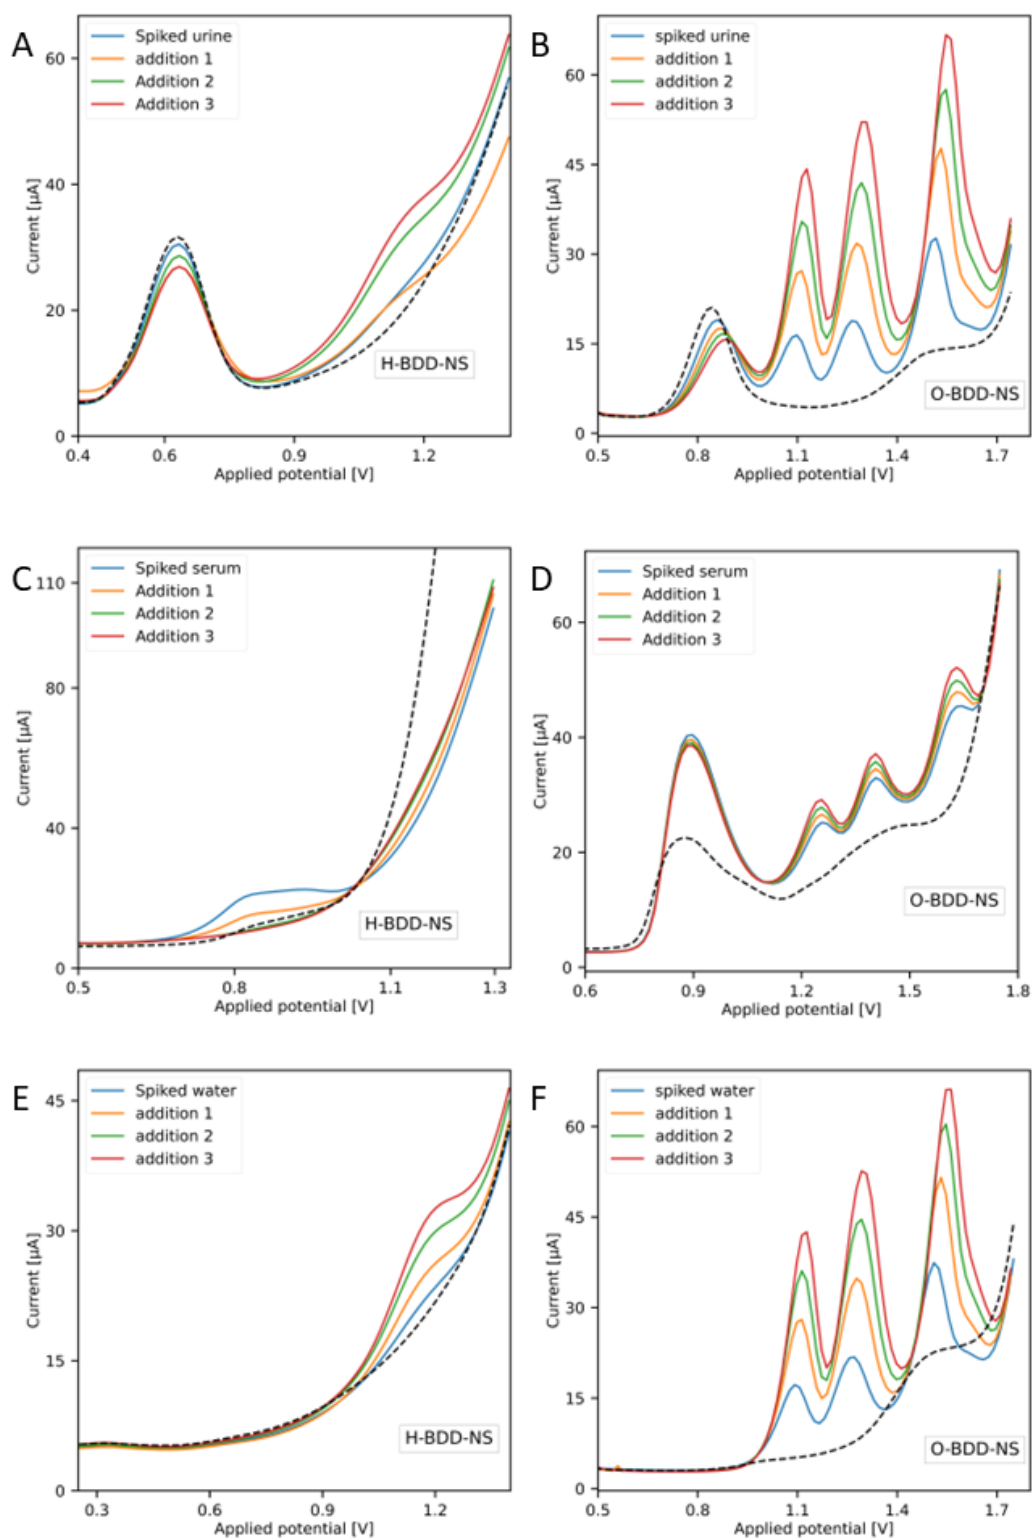 A
Spiked urine
addition 1
Addition 2
Addition 3
60
40
20
0
Current [µA]
H-BDD-NS
0.4
0.6
0.9
1.2
Applied potential [V]
B
spiked urine
addition 1
addition 2
addition 3
60
45
30
15
0
Current [µA]
O-BDD-NS
0.5
0.8
1.1
1.4
1.7
Applied potential [V]
C
Spiked serum
Addition 1
Addition 2
Addition 3
110
80
40
0
Current [µA]
H-BDD-NS
0.5
0.8
1.1
1.3
Applied potential [V]
D
Spiked serum
Addition 1
Addition 2
Addition 3
60
40
20
0
Current [µA]
O-BDD-NS
0.6
0.9
1.2
1.5
1.8
Applied potential [V]
E
Spiked water
addition 1
addition 2
addition 3
45
30
15
0
Current [µA]
H-BDD-NS
0.3
0.6
0.9
1.2
Applied potential [V]
F
spiked water
addition 1
addition 2
addition 3
60
45
30
15
0
Current [µA]
O-BDD-NS
0.5
0.8
1.1
1.4
1.7
Applied potential [V]